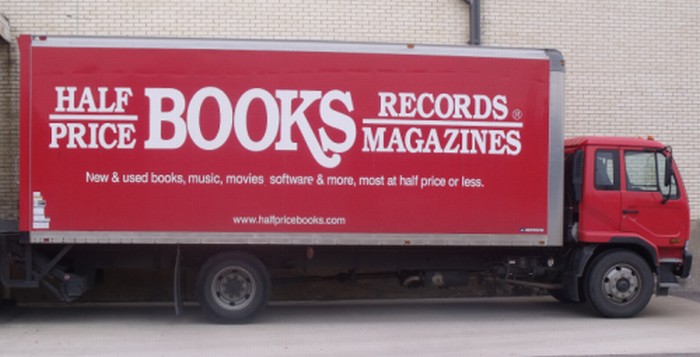 HALF PRICE BOOKS RECORDS® MAGAZINES
New & used books, music, movies software & more, most at half price or less.
www.halfpricebooks.com